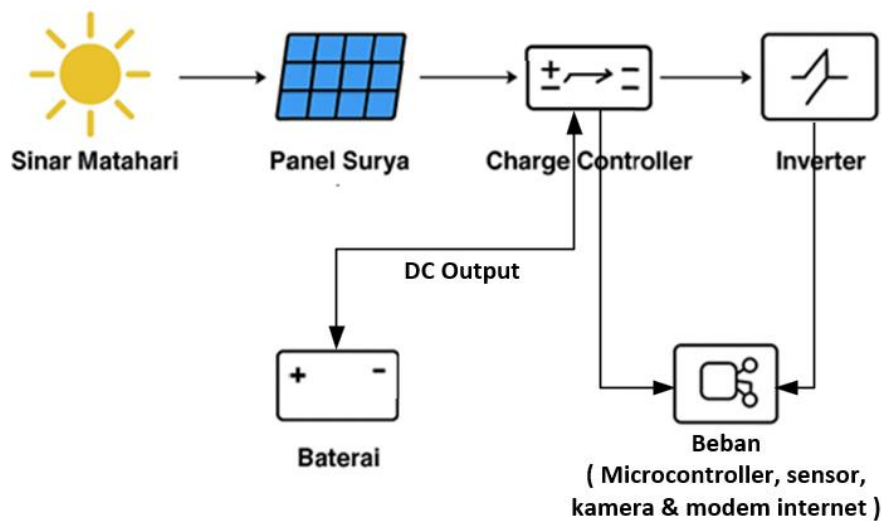 Sinar Matahari
Panel Surya
Charge Controller
Inverter
DC Output
Baterai
Beban
( Microcontroller, sensor,
kamera & modem internet )